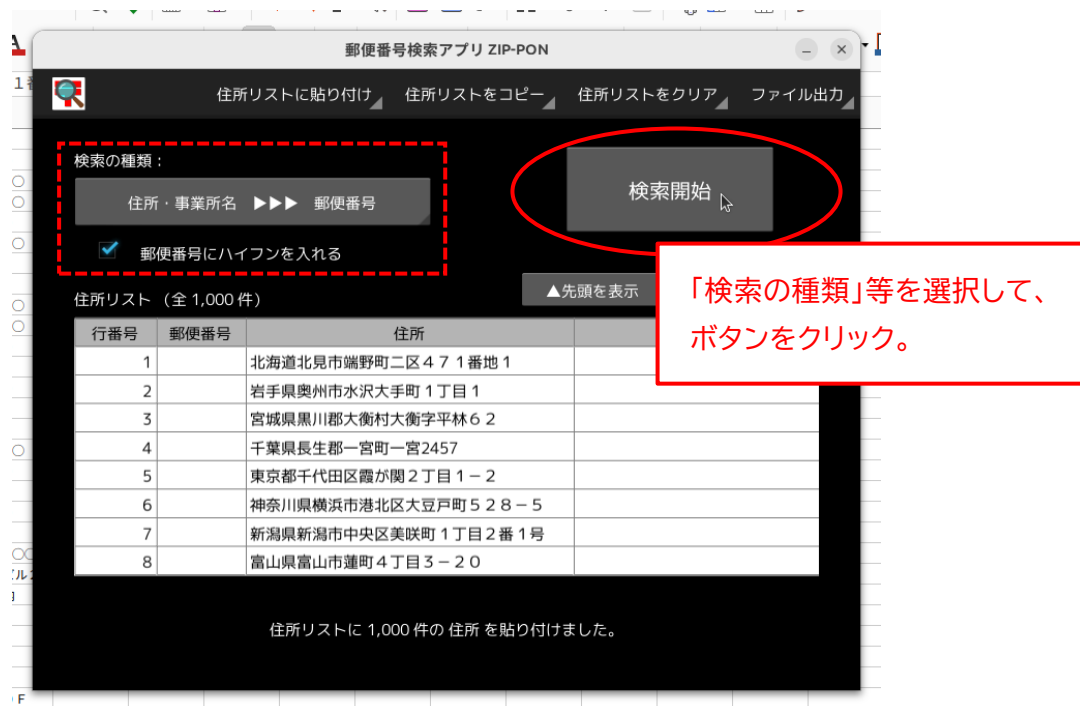 郵便番号検索アプリ ZIP-PON
住所リストに貼り付け 住所リストをコピー 住所リストをクリア ファイル出力
検索の種類：
住所・事業所名 ▶▶▶ 郵便番号
検索開始
郵便番号にハイフンを入れる
「検索の種類」等を選択して、
ボタンをクリック。
住所リスト（全 1,000 件）
▲先頭を表示
行番号 郵便番号 住所
1 北海道北見市端野町二区４７１番地１
2 岩手県奥州市水沢大手町１丁目１
3 宮城県黒川郡大衡村大衡字平林６２
4 千葉県長生郡一宮町一宮2457
5 東京都千代田区霞が関２丁目１－２
6 神奈川県横浜市港北区大豆戸町５２８－５
7 新潟県新潟市中央区美咲町１丁目２番１号
8 富山県富山市蓮町４丁目３－２０
住所リストに 1,000 件の 住所 を貼り付けました。